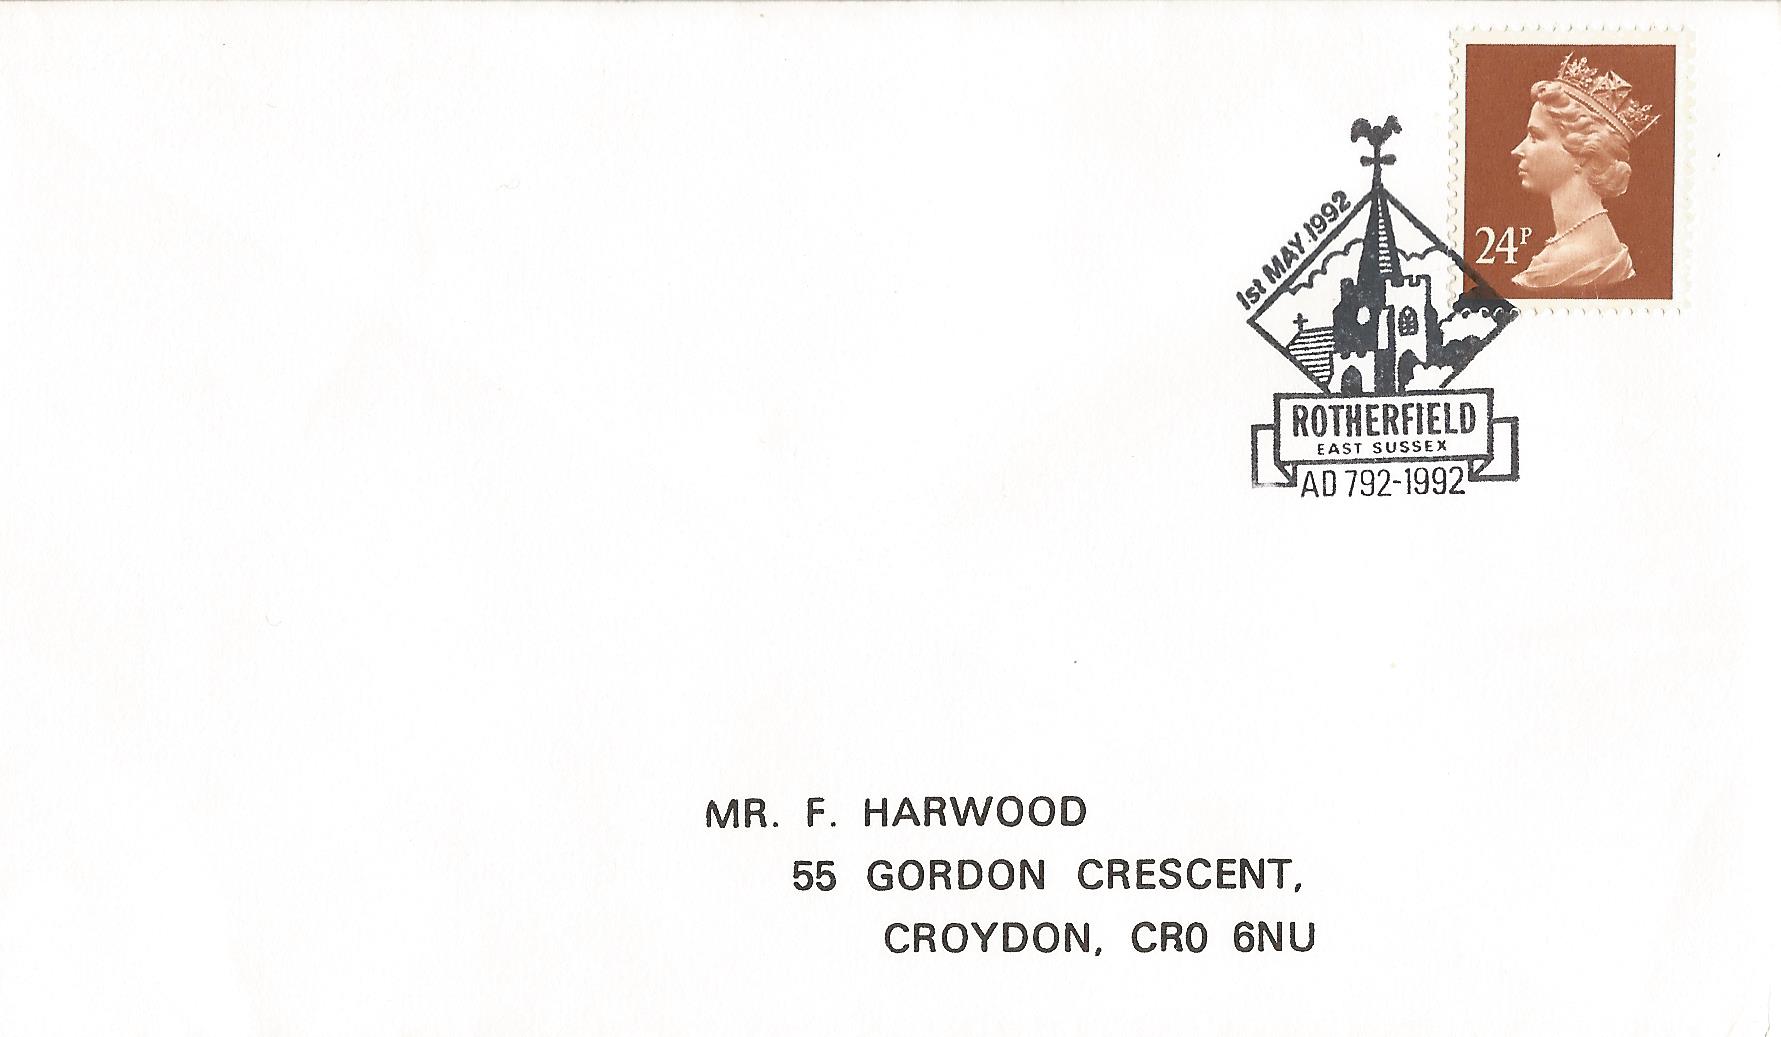 24P
1st MAY.1992
ROTHERFIELD
EAST SUSSEX
AD 792-1992
MR. F. HARWOOD
55 GORDON CRESCENT,
CROYDON, CR0 6NU